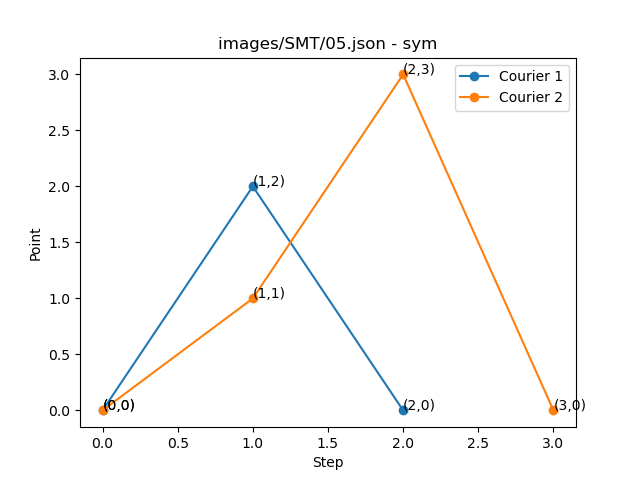 images/SMT/05.json - sym
Courier 1
Courier 2
Point
3.0
2.5
2.0
1.5
1.0
0.5
0.0
(2,3)
(1,2)
(1,1)
(0,0)
(0,0)
(2,0)
(3,0)
0.0 0.5 1.0 1.5 2.0 2.5 3.0
Step